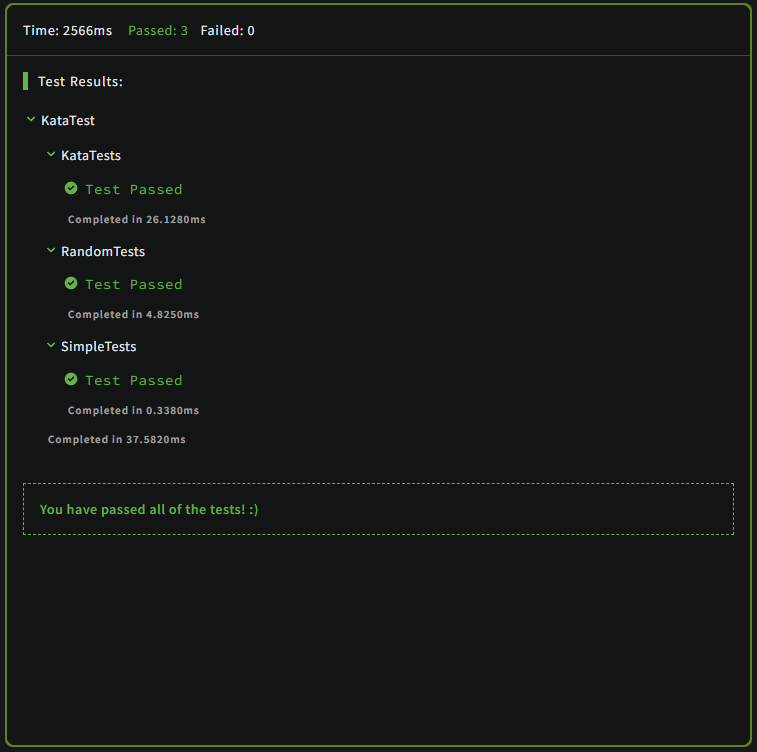 Time: 2566ms Passed: 3 Failed: 0
Test Results:
KataTest
KataTests
Test Passed
Completed in 26.1280ms
RandomTests
Test Passed
Completed in 4.8250ms
SimpleTests
Test Passed
Completed in 0.3380ms
Completed in 37.5820ms
You have passed all of the tests! :)